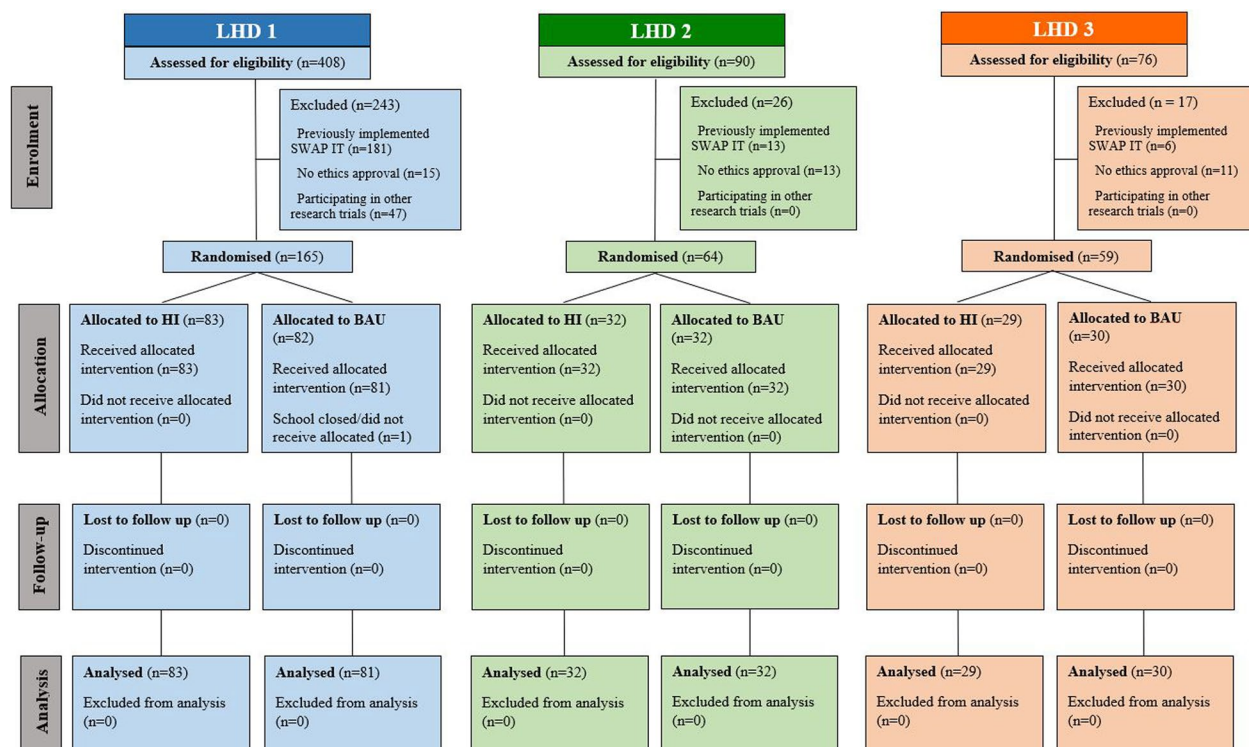 LHD 1
Assessed for eligibility (n=408)
LHD 2
Assessed for eligibility (n=90)
LHD 3
Assessed for eligibility (n=76)
Enrolment
Excluded (n=243)
Previously implemented
SWAP IT
(n=181)
No ethics approval (n=15)
Participating in other
research trials (n=47)
Excluded (n=26)
Previously implemented
SWAP IT (n=13)
No ethics approval (n=13)
Participating in other
research trials (n=0)
Excluded (n = 17)
Previously implemented
SWAP IT
(n=6)
No ethics approval (n=11)
Participating in other
research trials (n=0)
Randomised (n=165)
Randomised (n=64)
Randomised (n=59)
Allocation
Allocated to HI (n=83)
Received allocated
intervention (n=83)
Did not receive allocated
intervention (n=0)
Allocated to BAU
(n=82)
Received allocated
intervention (n=81)
School closed/did not
receive allocated (n=1)
Allocated to HI (n=32)
Received allocated
intervention (n=32)
Did not receive allocated
intervention (n=0)
Allocated to BAU
(n=32)
Received allocated
intervention (n=32)
Did not receive allocated
intervention (n=0)
Allocated to HI (n=29)
Received allocated
intervention (n=29)
Did not receive allocated
intervention (n=0)
Allocated to BAU
(n=30)
Received allocated
intervention (n=30)
Did not receive allocated
intervention (n=0)
Follow-up
Lost to follow up (n=0)
Discontinued
intervention (n=0)
Lost to follow up (n=0)
Discontinued
intervention (n=0)
Lost to follow up (n=0)
Discontinued
intervention (n=0)
Lost to follow up (n=0)
Discontinued
intervention (n=0)
Lost to follow up (n=0)
Discontinued
intervention (n=0)
Lost to follow up (n=0)
Discontinued
intervention (n=0)
Analysis
Analysed (n=83)
Excluded from analysis
(n=0)
Analysed (n=81)
Excluded from analysis
(n=0)
Analysed (n=32)
Excluded from analysis
(n=0)
Analysed (n=32)
Excluded from analysis
(n=0)
Analysed (n=29)
Excluded from analysis
(n=0)
Analysed (n=30)
Excluded from analysis
(n=0)